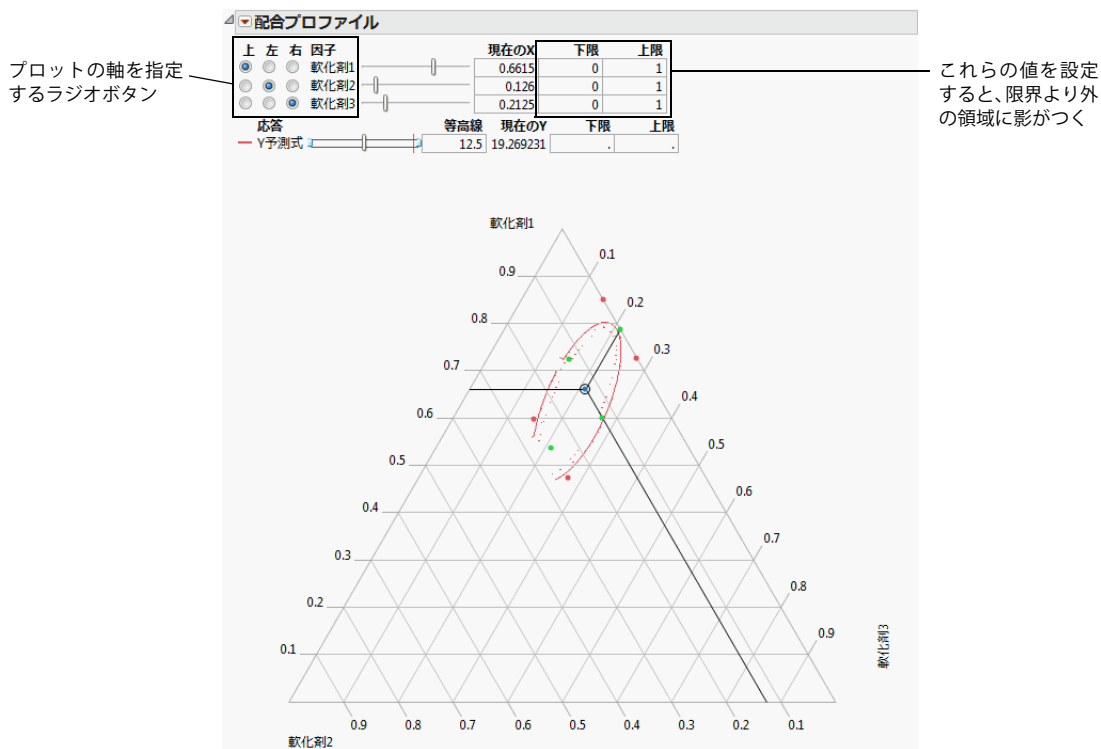 配合プロファイル
上 左 右 因子 現在のX 下限 上限
軟化剤1 0.6615 0 1
軟化剤2 0.126 0 1
軟化剤3 0.2125 0 1
応答 等高線 現在のY 下限 上限
Y予測式 12.5 19.269231 . .
プロットの軸を指定
するラジオボタン
これらの値を設定
すると、限界より外
の領域に影がつく
軟化剤1
0.1
0.9
0.2
0.8
0.3
0.7
0.4
0.6
0.5
0.5
0.6
0.4
0.7
0.3
0.8
0.2
0.9
0.1
軟化剤3
0.9 0.8 0.7 0.6 0.5 0.4 0.3 0.2 0.1
軟化剤2